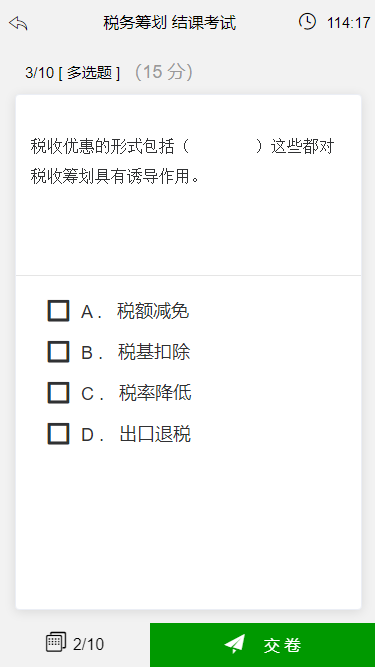 税务筹划 结课考试 114:17
3/10 [ 多选题 ] （15 分）
税收优惠的形式包括（　　　　）这些都对
税收筹划具有诱导作用。
A． 税额减免
B． 税基扣除
C． 税率降低
D． 出口退税
2/10 交卷